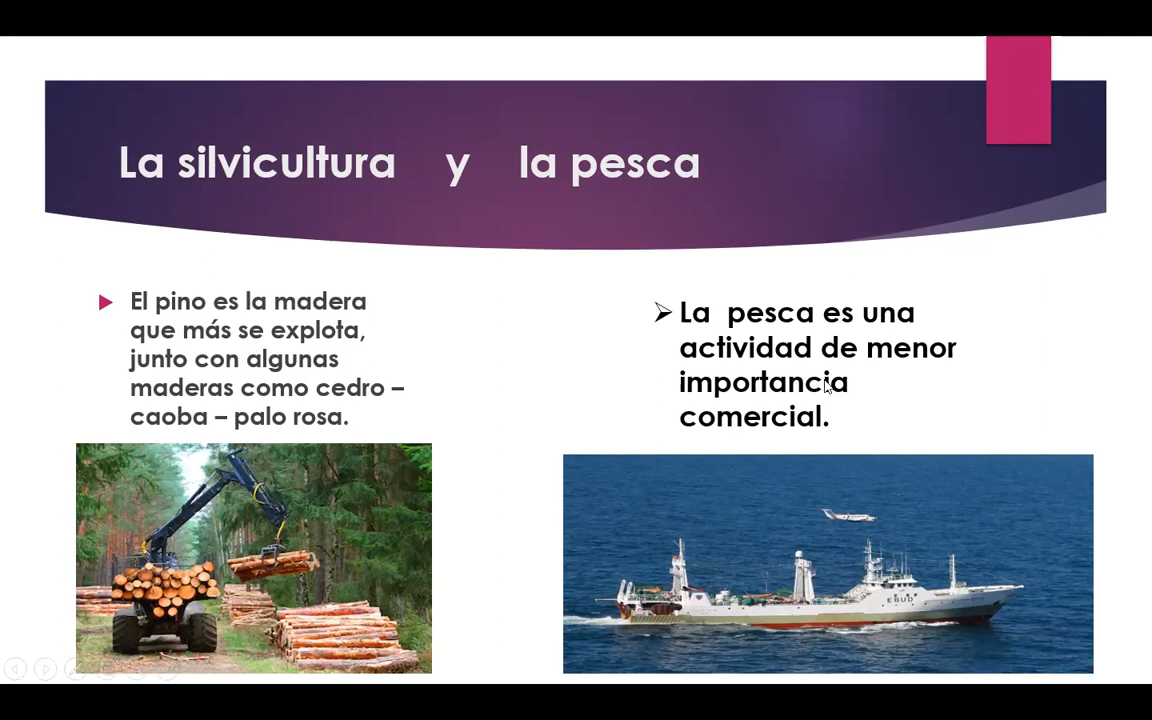 La silvicultura y la pesca
El pino es la madera
que más se explota,
junto con algunas
maderas como cedro –
caoba – palo rosa.
La pesca es una
actividad de menor
importancia
comercial.
EBUD